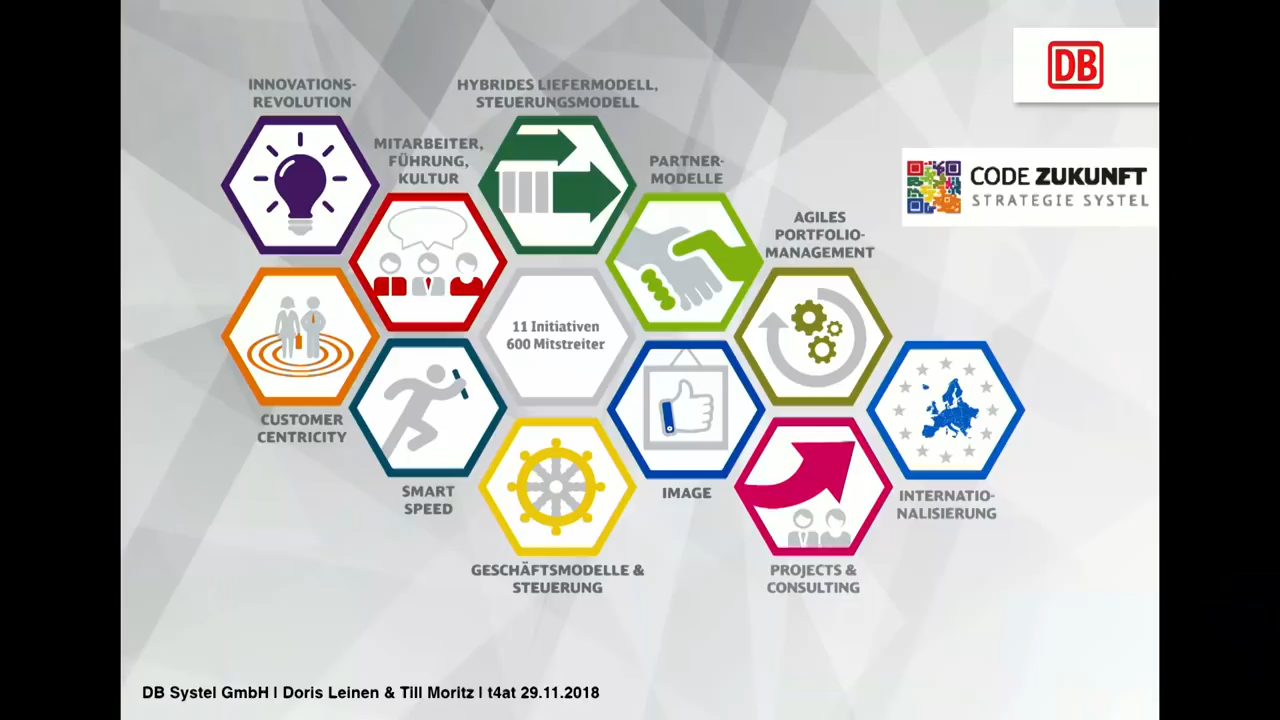 INNOVATIONS-
REVOLUTION
HYBRIDES LIEFERMODELL,
STEUERUNGSMODELL
DB
MITARBEITER,
FÜHRUNG,
KULTUR
PARTNER-
MODELLE
CODE ZUKUNFT
STRATEGIE SYSTEL
AGILES
PORTFOLIO-
MANAGEMENT
11 Initiativen
600 Mitstreiter
CUSTOMER
CENTRICITY
SMART
SPEED
IMAGE
INTERNATIO-
NALISIERUNG
GESCHÄFTSMODELLE &
STEUERUNG
PROJECTS &
CONSULTING
DB Systel GmbH | Doris Leinen & Till Moritz | t4at 29.11.2018